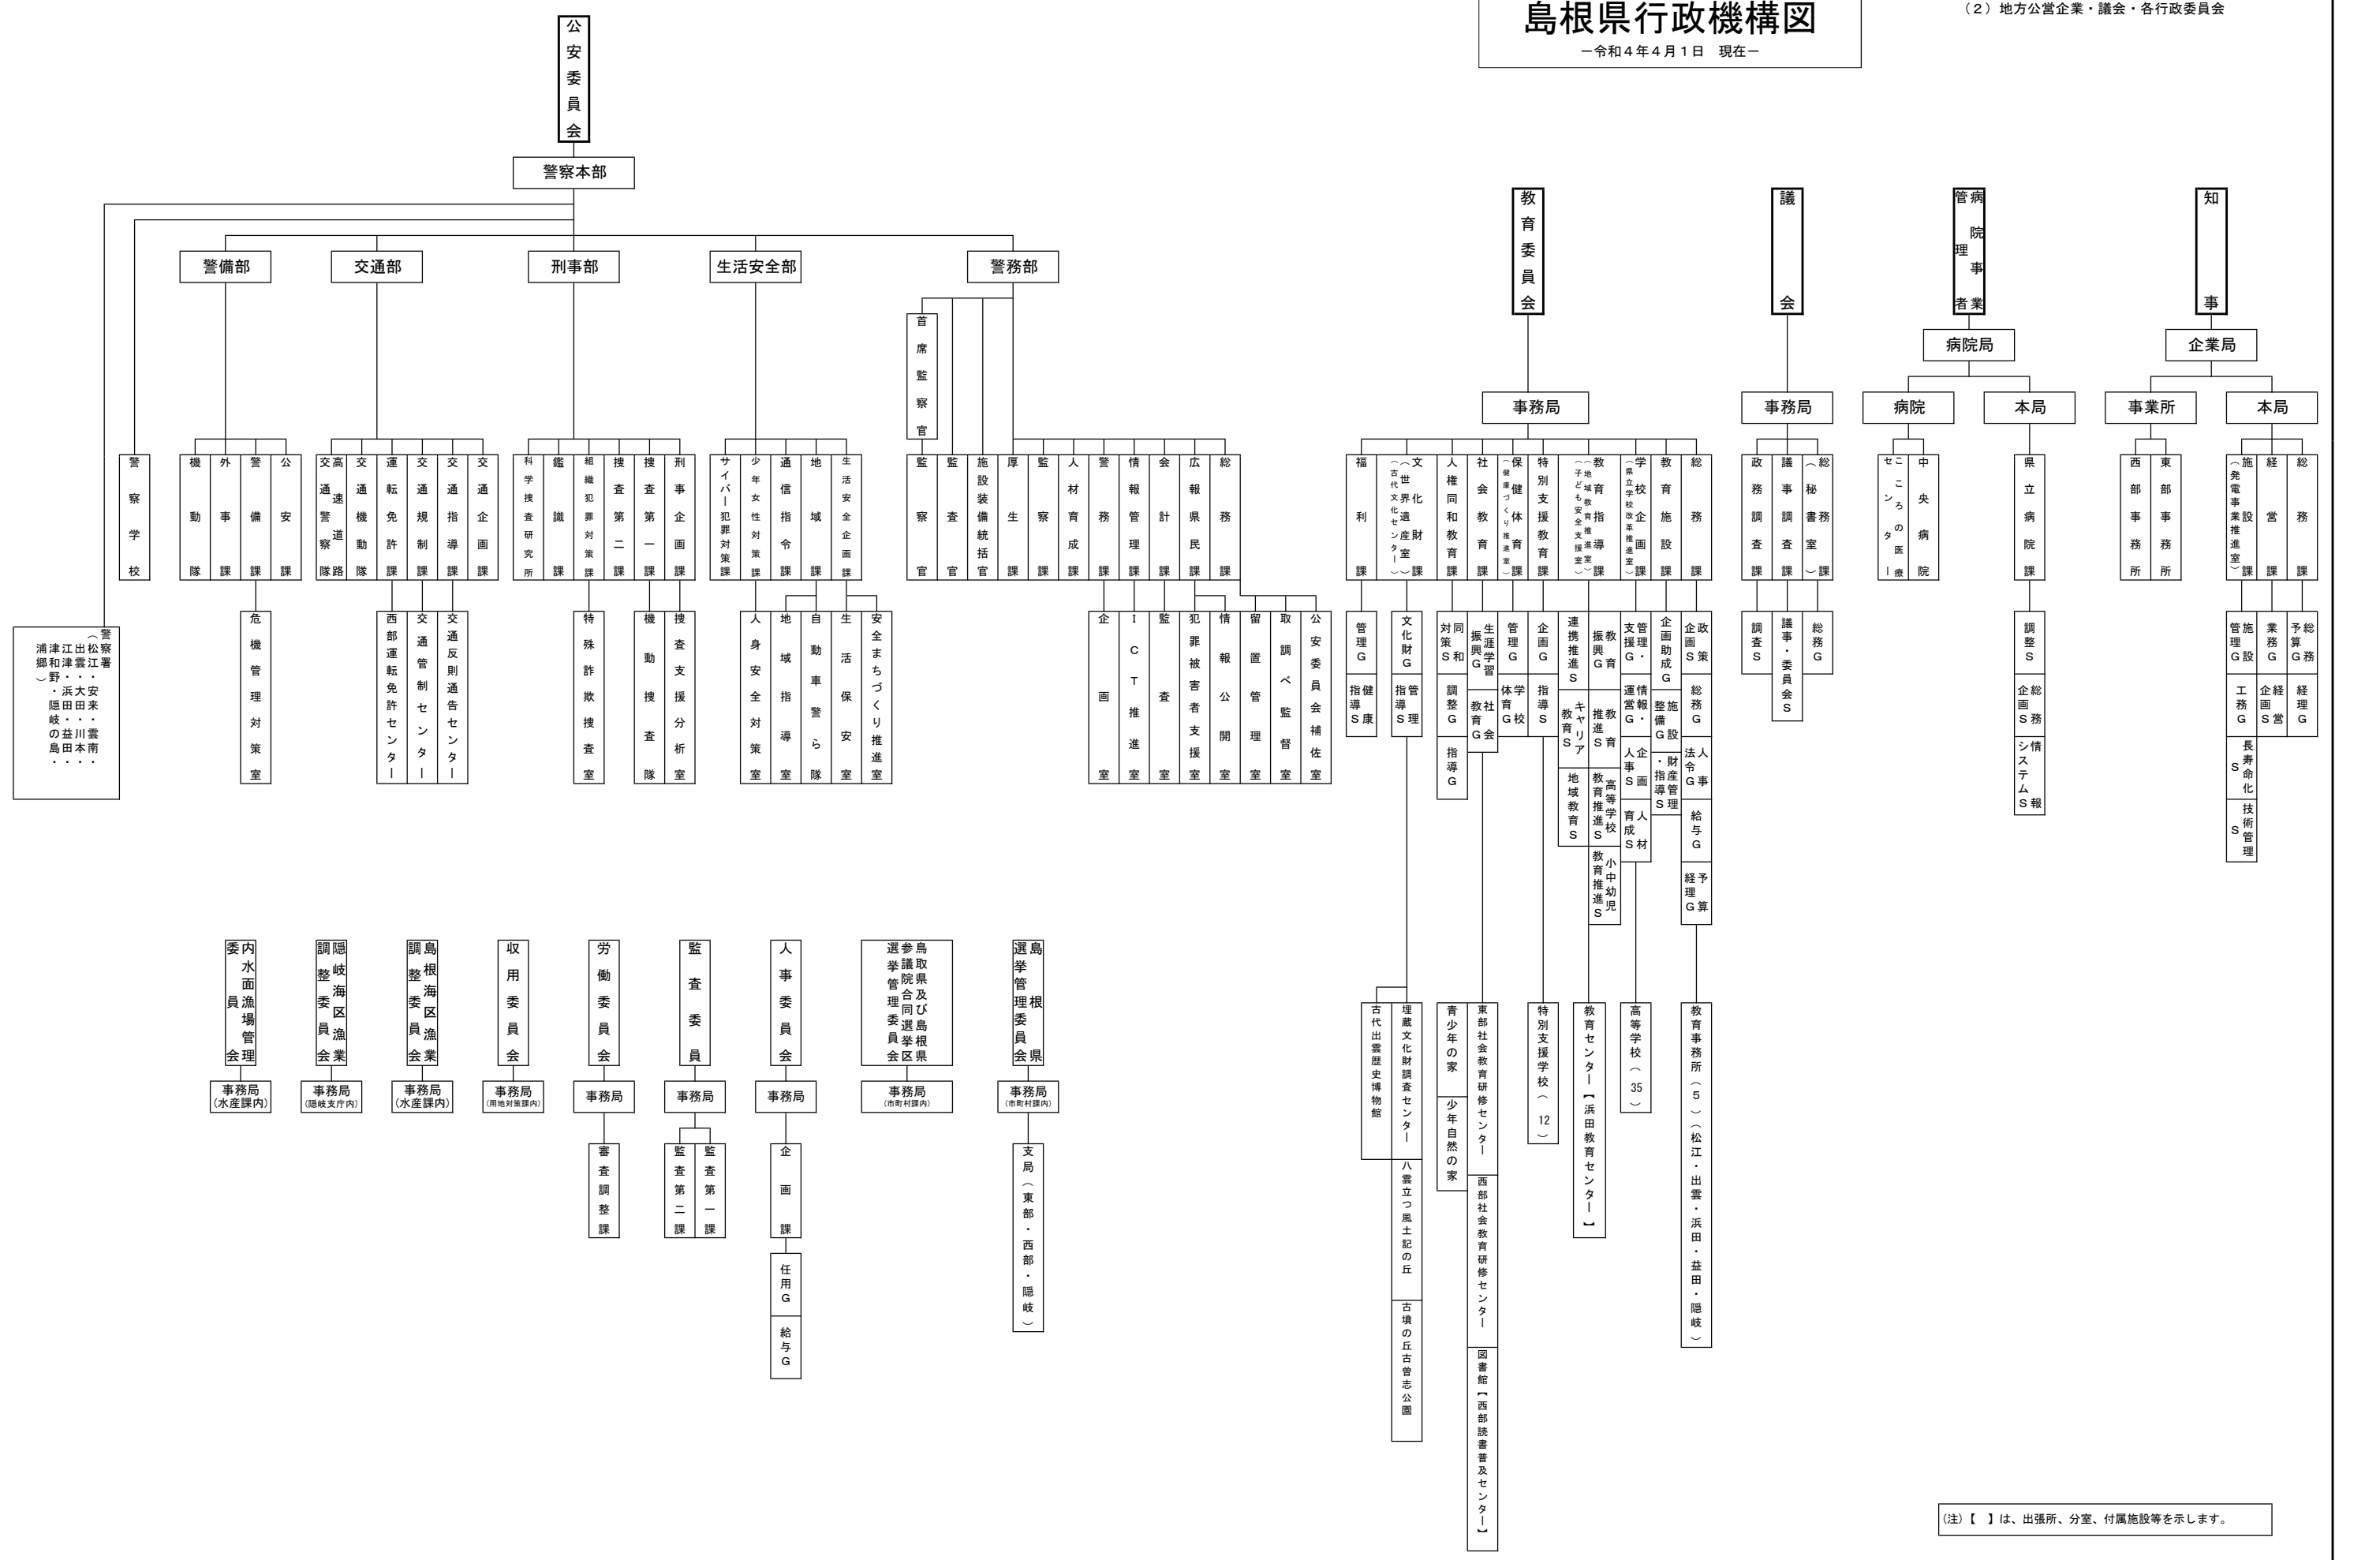 島根県行政機構図
－令和４年４月１日　現在－
（２）地方公営企業・議会・各行政委員会
知事
企業局
本局
総務課
総務予算G
経理G
経営課
業務G
経営企画S
施設課
（発電事業推進室）
施設管理G
工務G
長寿命化S
技術管理S
事業所
東部事務所
西部事務所
病院事業管理者
病院局
本局
県立病院課
調整S
総務企画S
情報システムS
病院
中央病院
こころの医療センター
議会
事務局
総務課
（秘書室）
総務G
議事調査課
議事・委員会S
政務調査課
調査S
教育委員会
事務局
総務課
政策企画S
総務G
人事法令G
給与G
予算経理G
教育事務所（５）（松江・出雲・浜田・益田・隠岐）
教育施設課
企画助成G
施設整備G
財産管理・指導S
学校企画課
（県立学校改革推進室）
管理・支援G
情報・運営G
企画人事S
人材育成S
高等学校（35）
教育指導課
（地域教育推進室）
（子ども安全支援室）
教育振興G
教育推進S
高等学校教育推進S
小中幼児教育推進S
連携推進S
キャリア教育S
地域教育S
教育センター【浜田教育センター】
特別支援教育課
企画G
指導S
特別支援学校（12）
保健体育課
（健康づくり推進室）
管理G
学校体育G
社会教育課
生涯学習振興G
社会教育G
東部社会教育研修センター
西部社会教育研修センター
図書館【西部読書普及センター】
青少年の家
少年自然の家
人権同和教育課
同和対策S
調整G
指導G
文化財課
（世界遺産室）
（古代文化センター）
文化財G
管理指導S
埋蔵文化財調査センター
八雲立つ風土記の丘
古墳の丘古曽志公園
古代出雲歴史博物館
福利課
管理G
健康指導S
公安委員会
警察本部
警務部
総務課
公安委員会補佐室
取調べ監督室
留置管理室
広報県民課
情報公開室
犯罪被害者支援室
会計課
監査室
情報管理課
ICT推進室
警務課
企画室
人材育成課
監察課
厚生課
施設装備統括官
監査官
首席監察官
監察官
生活安全部
生活安全企画課
安全まちづくり推進室
生活保安室
地域課
自動車警ら隊
地域指導室
通信指令課
少年女性対策課
人身安全対策室
サイバー犯罪対策課
刑事部
刑事企画課
捜査支援分析室
捜査第一課
機動捜査隊
捜査第二課
組織犯罪対策課
特殊詐欺捜査室
鑑識課
科学捜査研究所
交通部
交通企画課
交通指導課
交通反則通告センター
交通規制課
交通管制センター
運転免許課
西部運転免許センター
交通機動隊
高速道路交通警察隊
警備部
公安課
警備課
危機管理対策室
外事課
機動隊
警察学校
警察署
（松江・安来・雲南・
出雲・大田・川本・
江津・浜田・益田・
津和野・隠岐の島・
浦郷）
島根県選挙管理委員会
事務局
（市町村課内）
支局（東部・西部・隠岐）
鳥取県及び島根県
参議院合同選挙区
選挙管理委員会
事務局
（市町村課内）
人事委員会
事務局
企画課
任用G
給与G
監査委員
事務局
監査第一課
監査第二課
労働委員会
事務局
審査調整課
収用委員会
事務局
（用地対策課内）
島根海区漁業調整委員会
事務局
（水産課内）
隠岐海区漁業調整委員会
事務局
（隠岐支庁内）
内水面漁場管理委員会
事務局
（水産課内）
（注）【　】は、出張所、分室、付属施設等を示します。